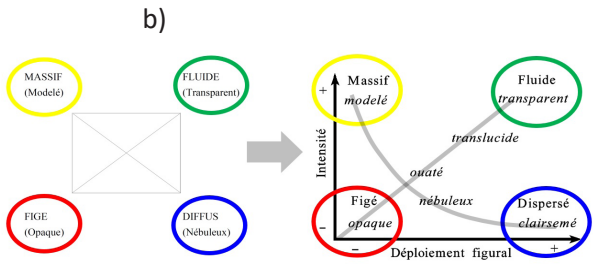 b)
MASSIF
(Modelé)
FLUIDE
(Transparent)
FIGE
(Opaque)
DIFFUS
(Nébuleux)
Massif
modelé
Fluide
transparent
translucide
ouaté
nébuleux
Figé
opaque
Dispersé
clairsemé
+
Intensité
–
–
Déploiement figural
+